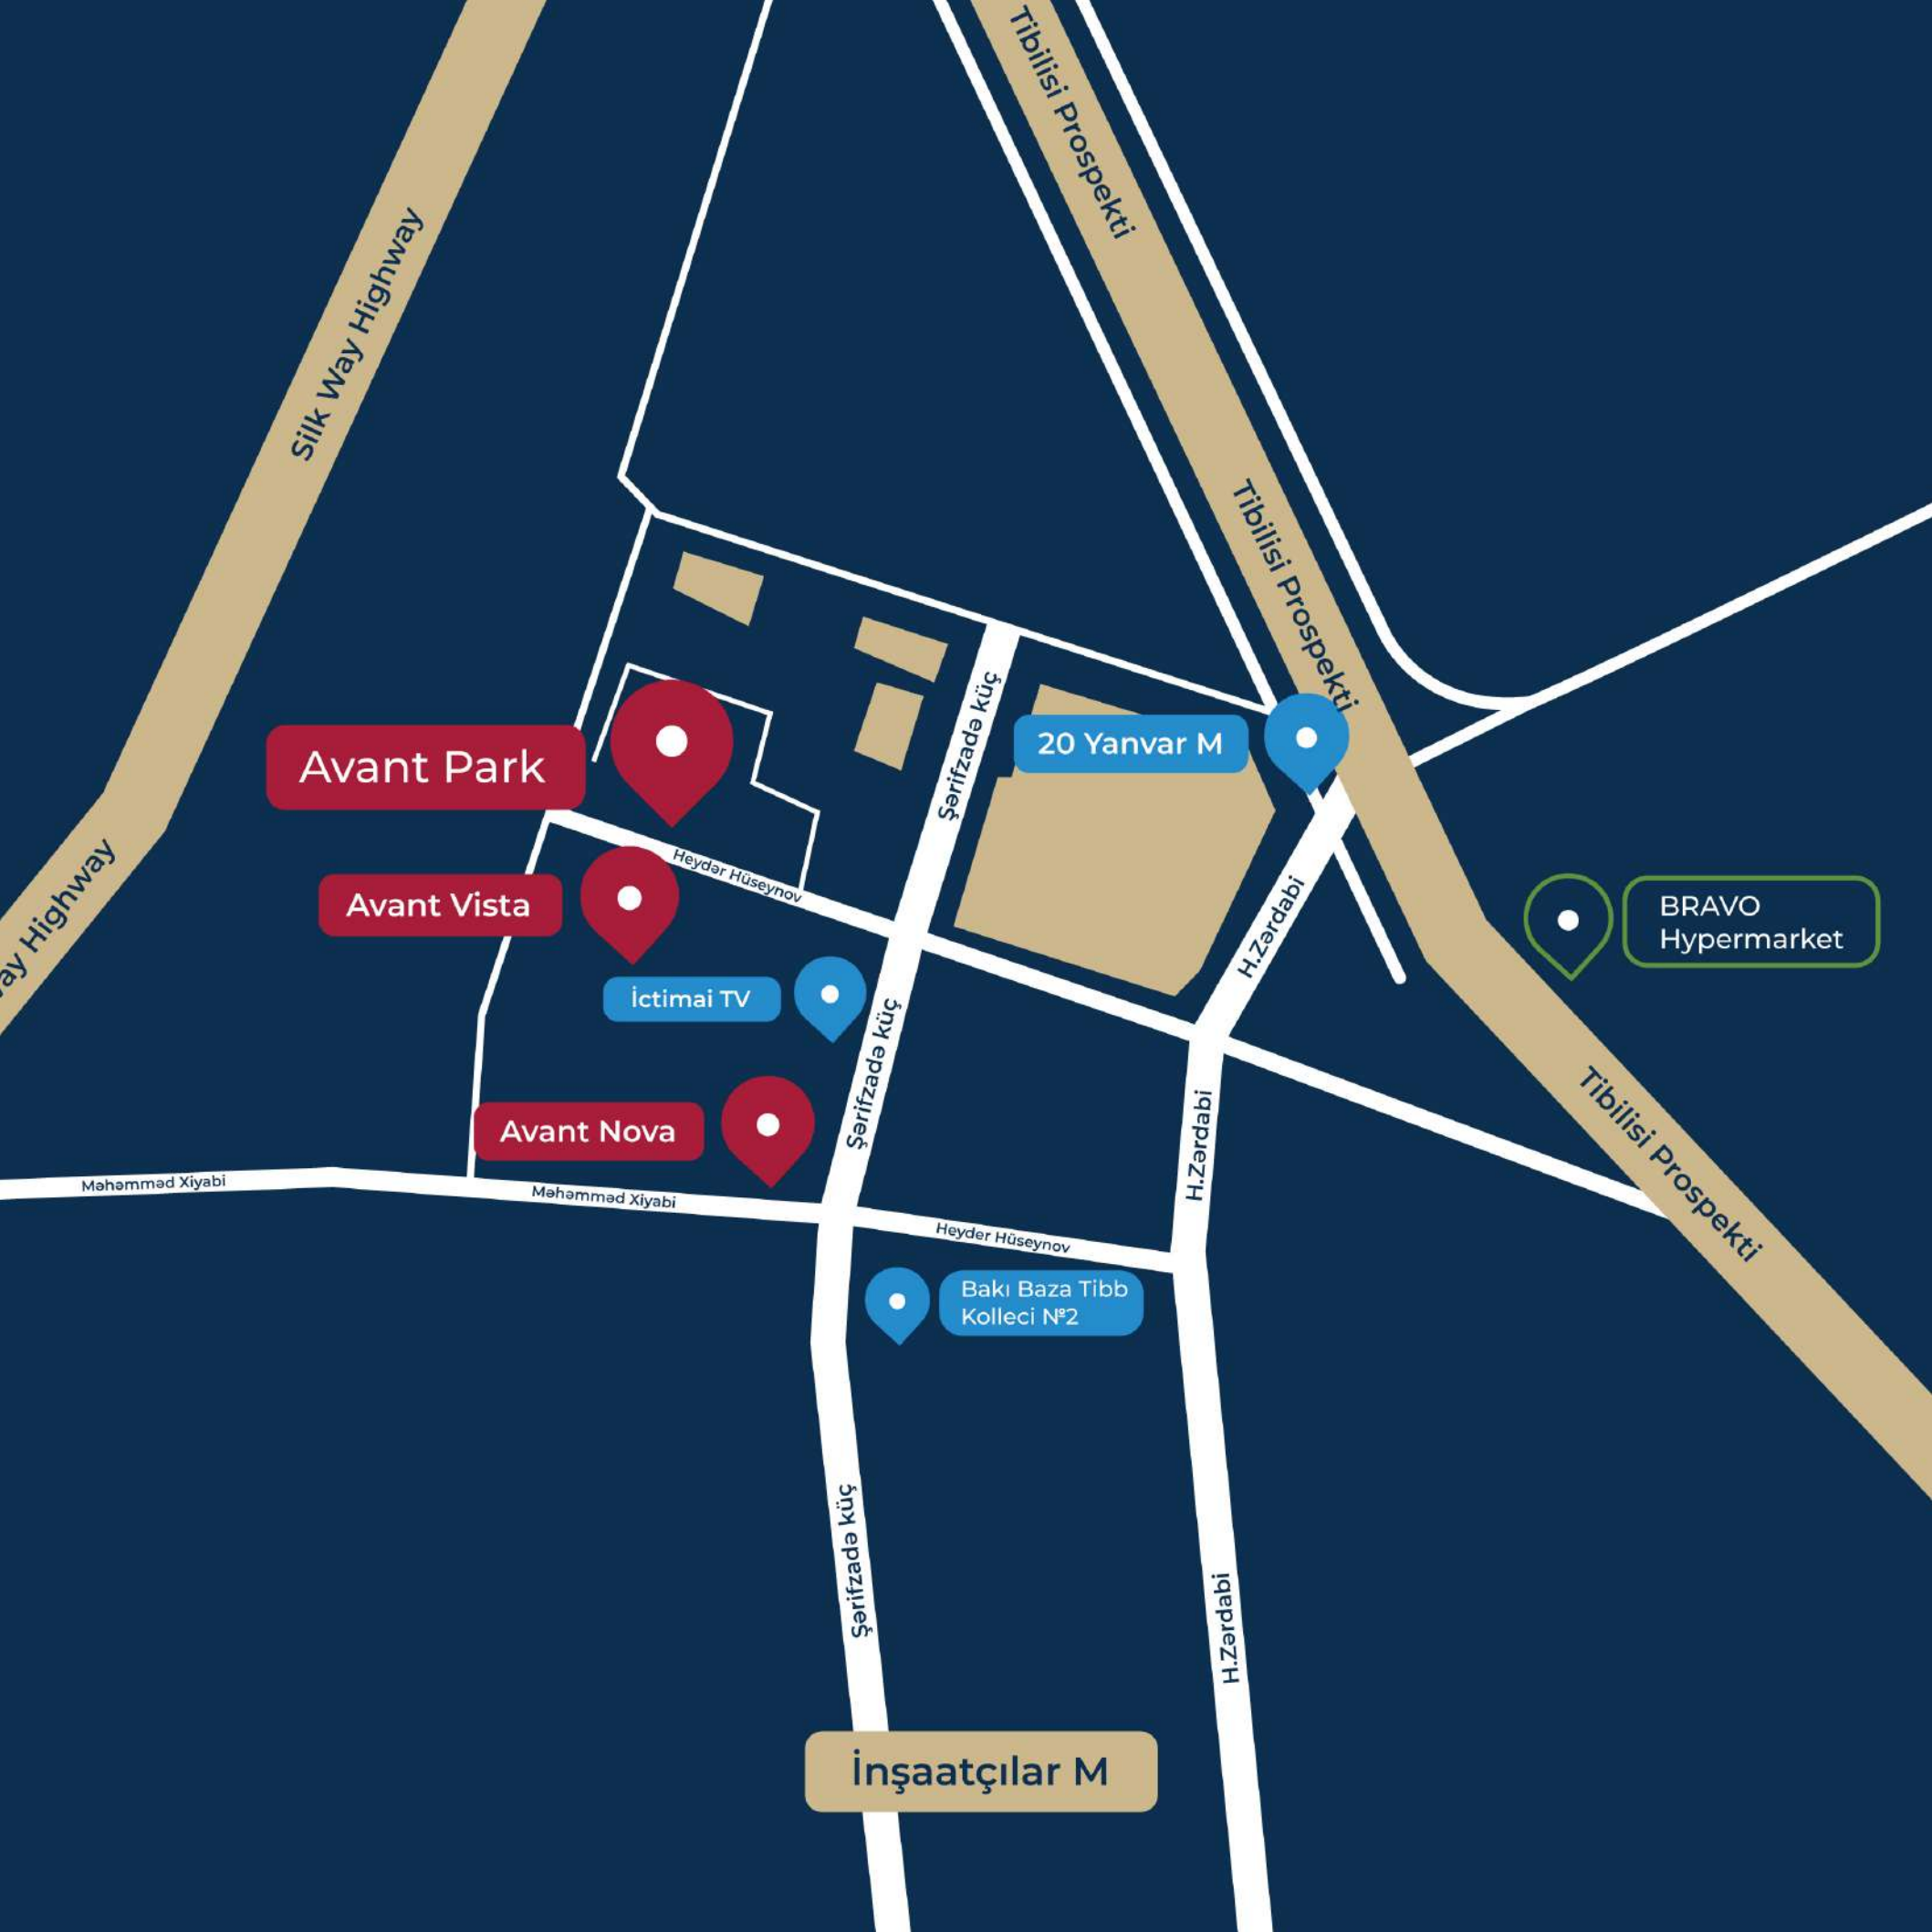 Tibilisi Prospekti
Silk Way Highway
Tibilisi Prospekti
Şərifzadə küç
20 Yanvar M
Avant Park
Heydər Hüseynov
ay Highway
Avant Vista
H.Zərdabi
BRAVO
Hypermarket
İctimai TV
Şərifzadə küç
Avant Nova
H.Zərdabi
Tibilisi Prospekti
Məhəmməd Xiyabi
Məhəmməd Xiyabi
Heyder Hüseynov
Bakı Baza Tibb
Kolleci №2
Şərifzadə küç
H.Zərdabi
İnşaatçılar M